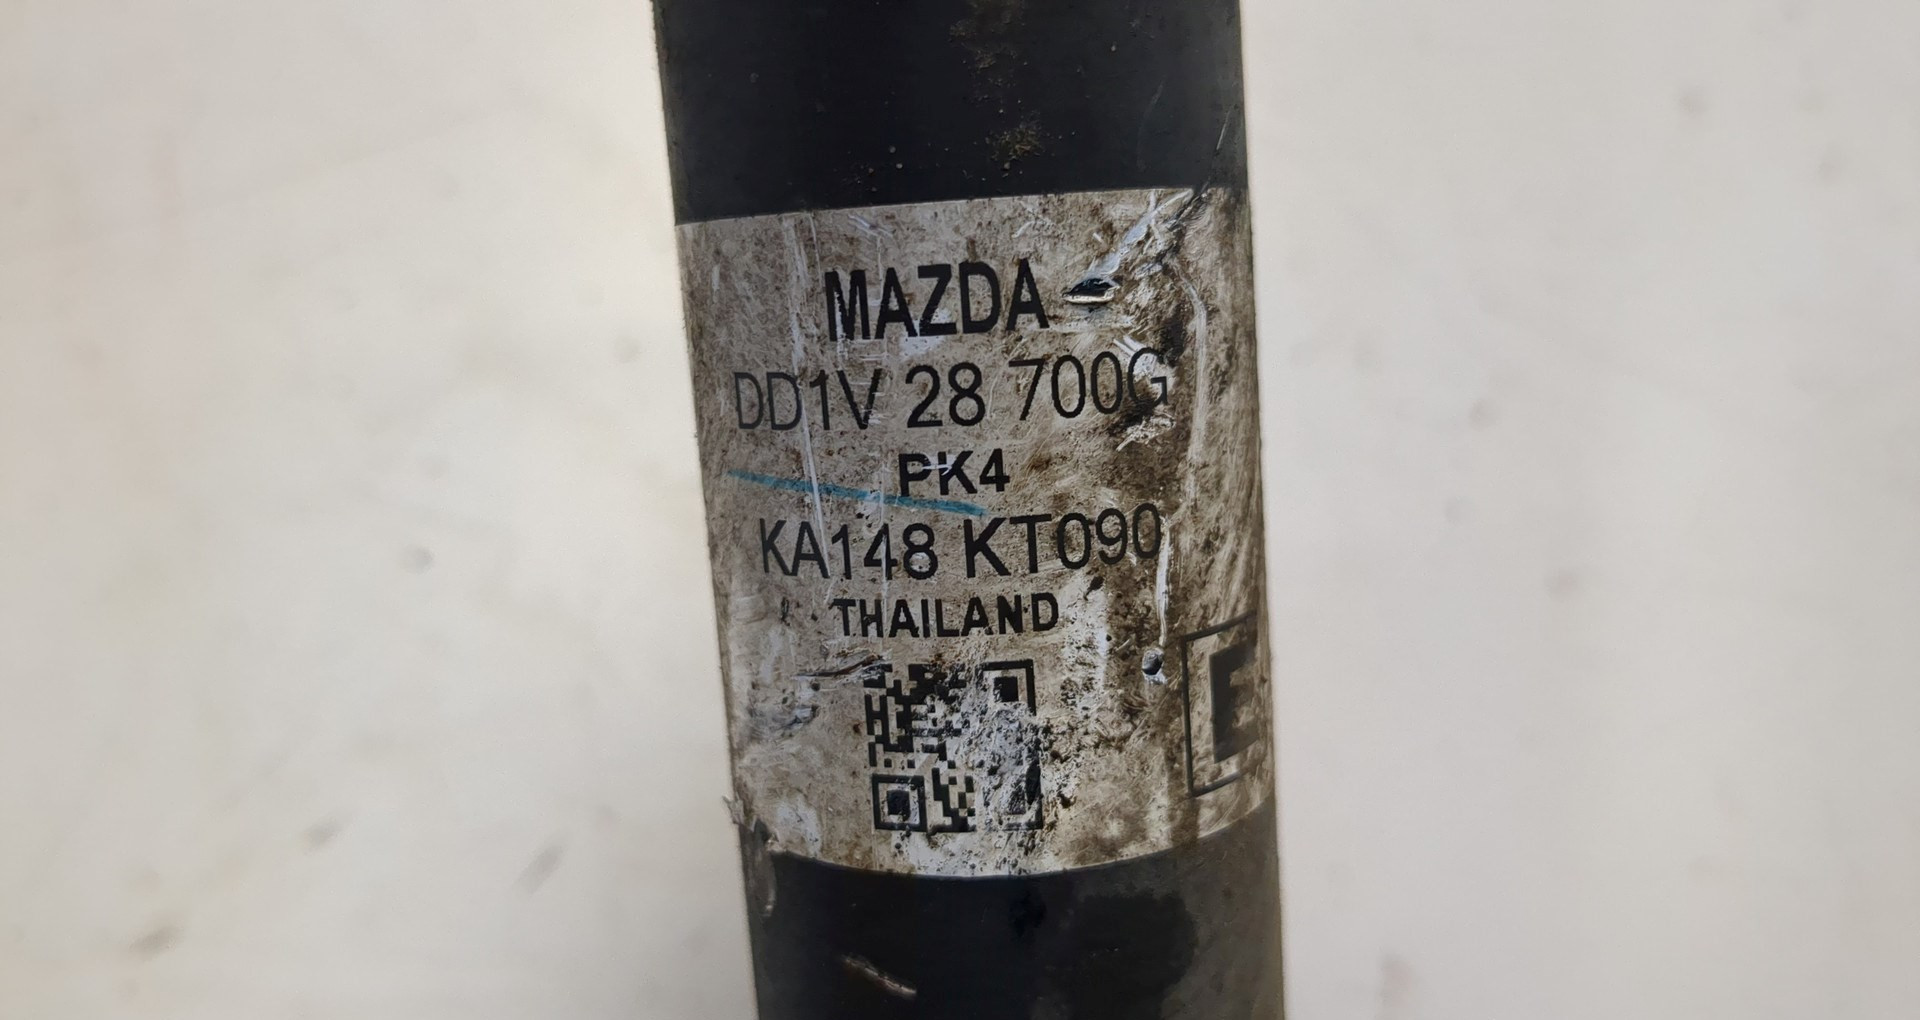 MAZDA
DD1V 28 700G
PK4
KA148 KT090
THAILAND
E